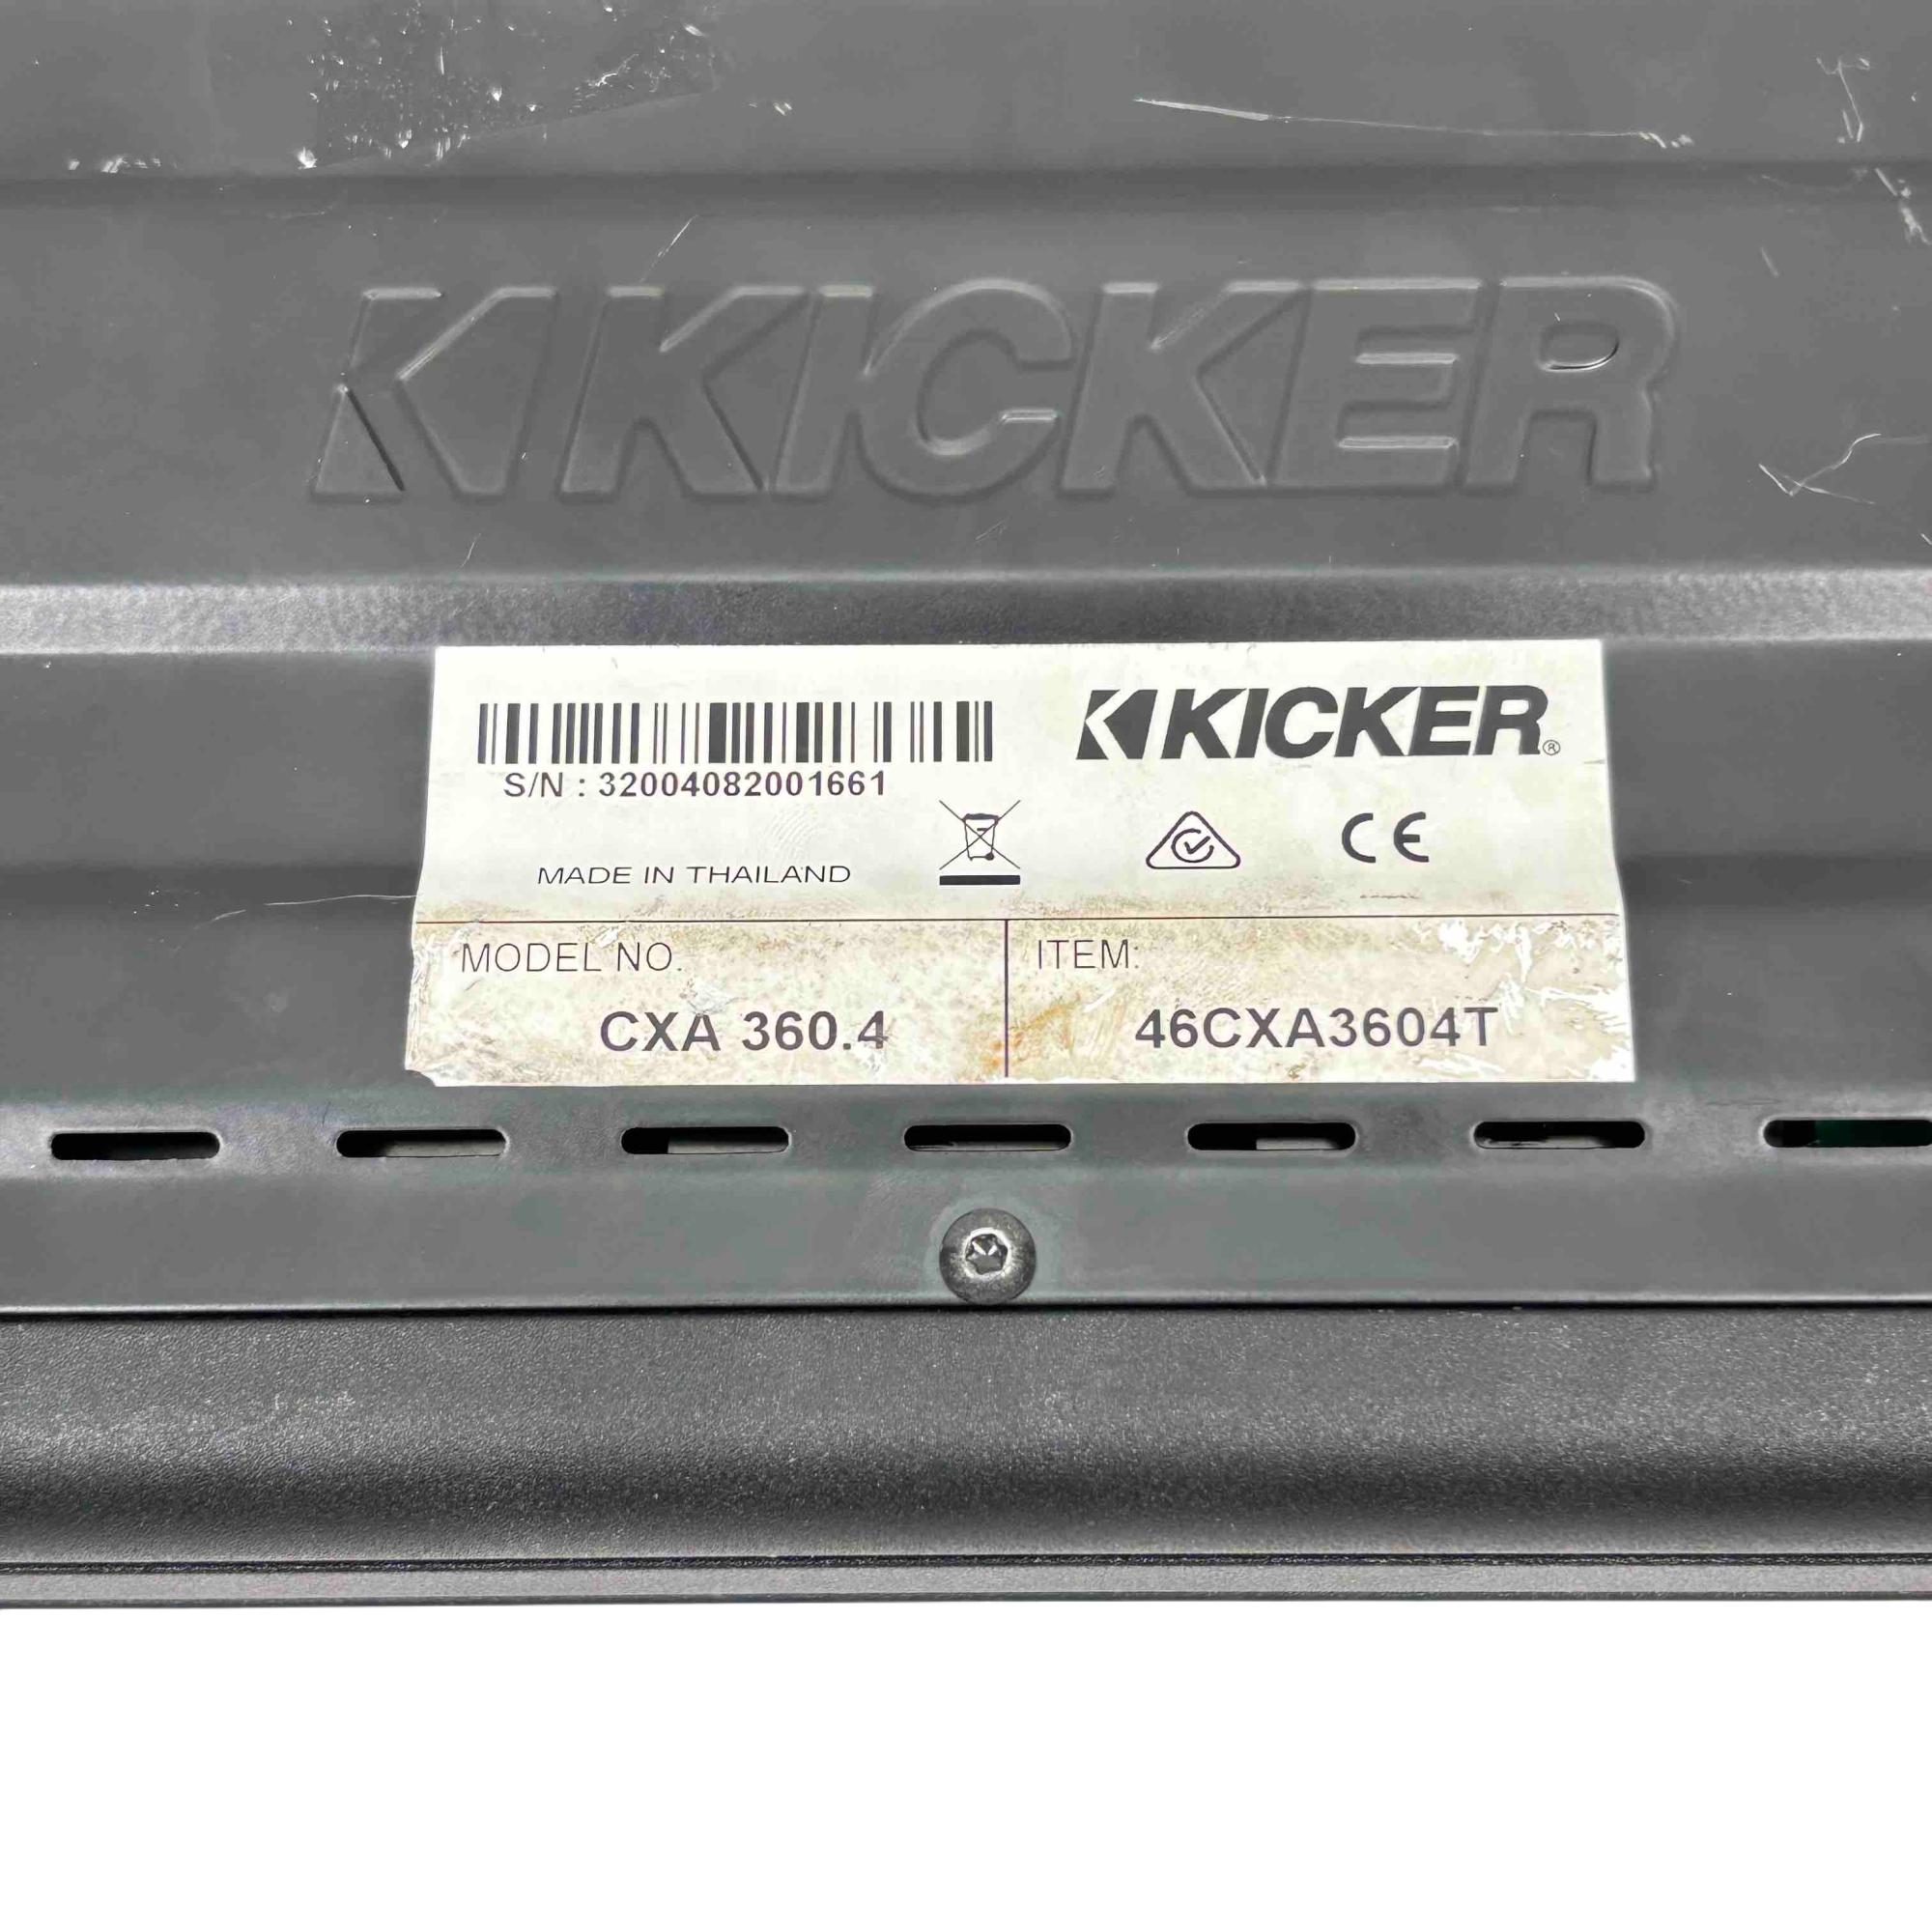 KICKER
KICKER®
S/N : 32004082001661
MADE IN THAILAND
CE
MODEL NO.
CXA 360.4
ITEM:
46CXA3604T